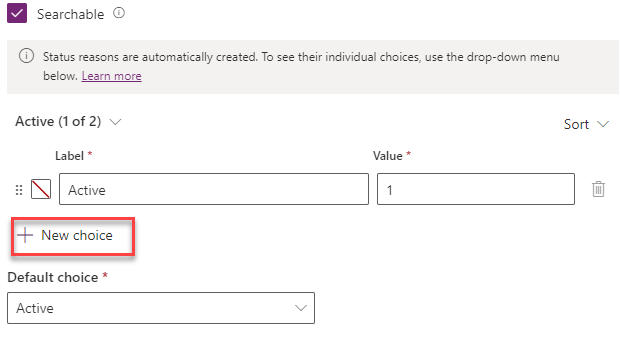 Searchable
Status reasons are automatically created. To see their individual choices, use the drop-down menu
below. Learn more
Active (1 of 2)
Sort
Label * Value *
Active 1
New choice
Default choice *
Active